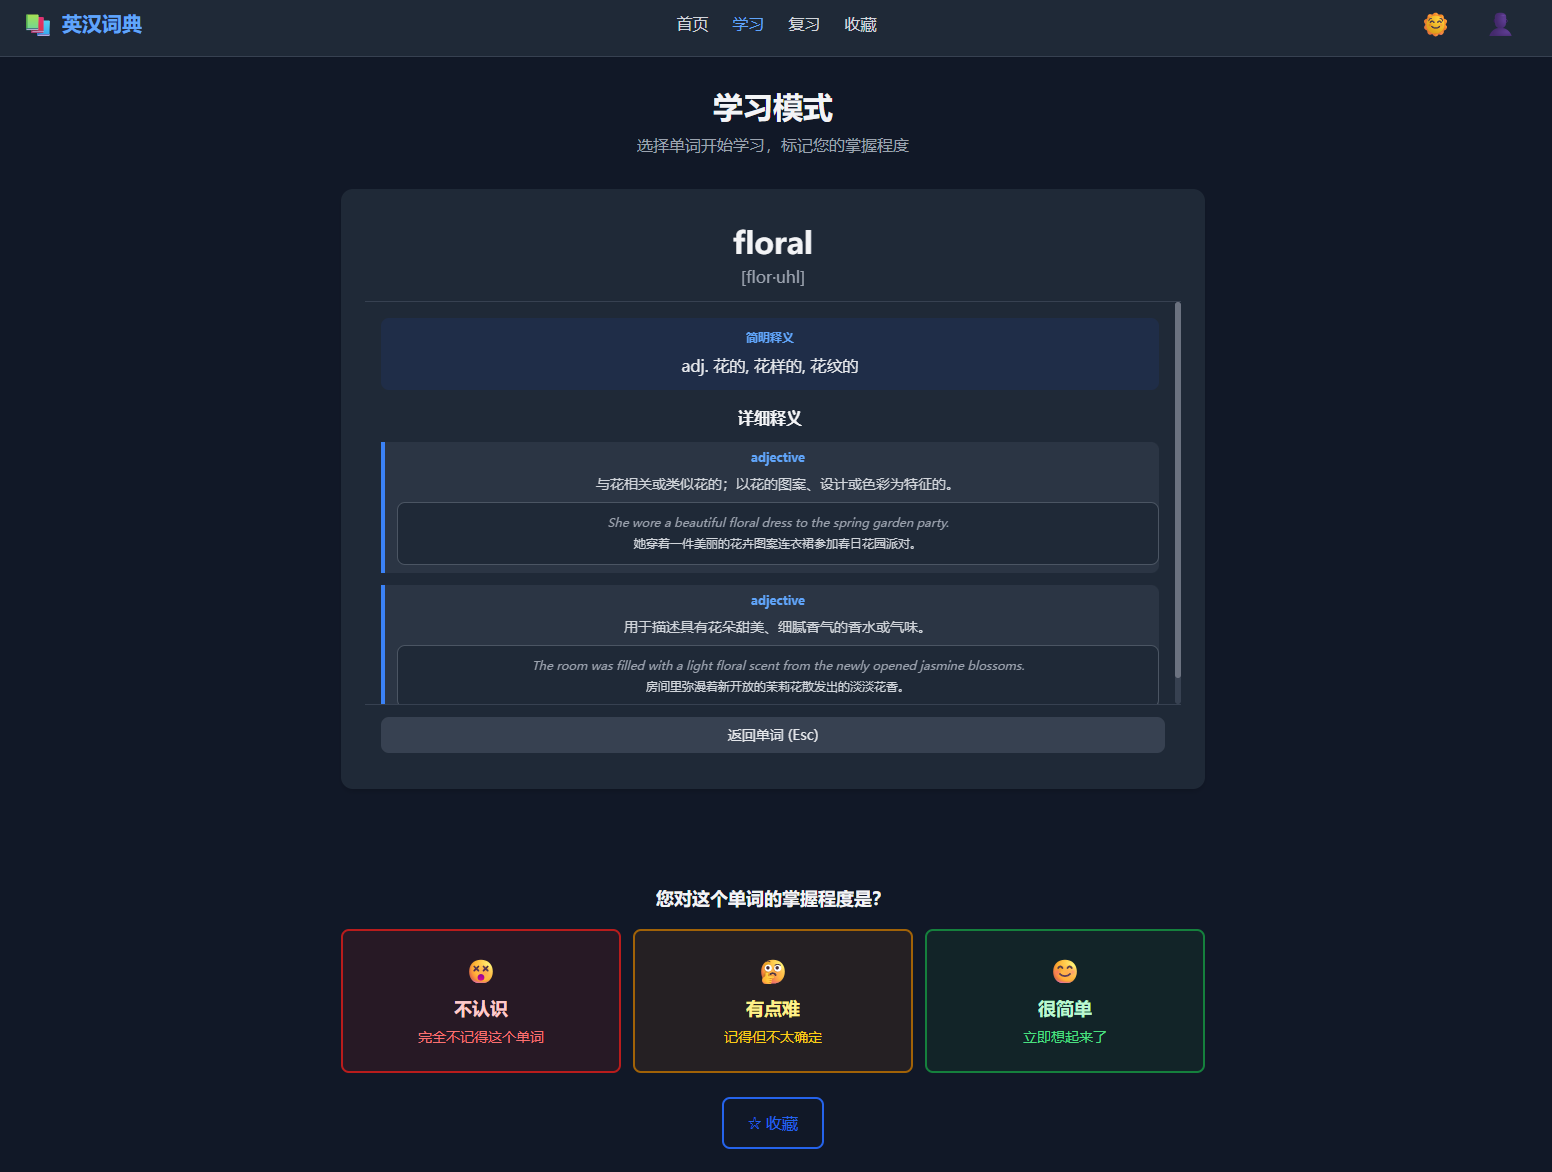 英汉词典
首页 学习 复习 收藏
学习模式
选择单词开始学习，标记您的掌握程度
floral
[flor·uhl]
简明释义
adj. 花的, 花样的, 花纹的
详细释义
adjective
与花相关或类似花的；以花的图案、设计或色彩为特征的。
She wore a beautiful floral dress to the spring garden party.
她穿着一件美丽的花卉图案连衣裙参加春日花园派对。
adjective
用于描述具有花朵甜美、细腻香气的香水或气味。
The room was filled with a light floral scent from the newly opened jasmine blossoms.
房间里弥漫着新开放的茉莉花散发出的淡淡花香。
返回单词 (Esc)
您对这个单词的掌握程度是？
不认识
完全不记得这个单词
有点难
记得但不太确定
很简单
立即想起来了
☆ 收藏